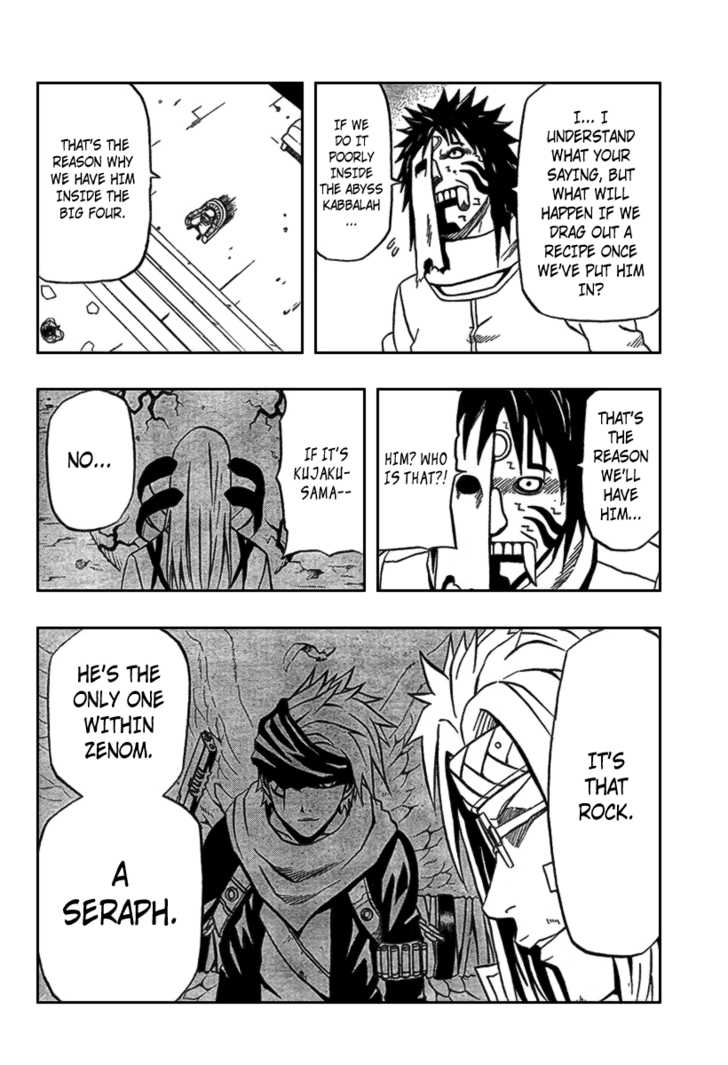 I... I
UNDERSTAND
WHAT YOUR
SAYING, BUT
WHAT WILL
HAPPEN IF WE
DRAG OUT A
RECIPE ONCE
WE'VE PUT HIM
IN?
IF WE
DO IT
POORLY
INSIDE
THE ABYSS
KABBALAH
...
THAT'S THE
REASON WHY
WE HAVE HIM
INSIDE THE
BIG FOUR.
THAT'S
THE
REASON
WE'LL
HAVE
HIM...
HIM? WHO
IS THAT?!
IF IT'S
KUJAKU-
SAMA--
NO...
IT'S
THAT
ROCK.
HE'S THE
ONLY ONE
WITHIN
ZENOM.
A
SERAPH.